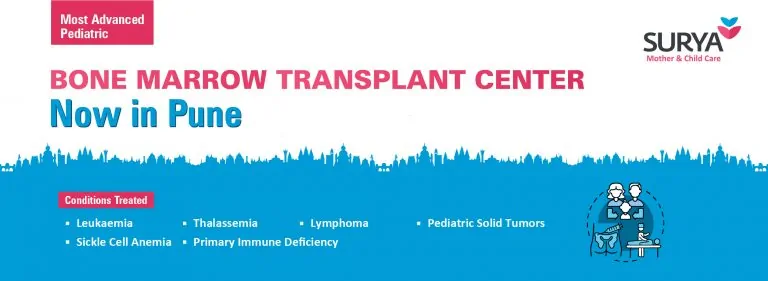 Most Advanced
Pediatric
SURYA
Mother & Child Care
BONE MARROW TRANSPLANT CENTER
Now in Pune
Conditions Treated
▪ Leukaemia ▪ Thalassemia ▪ Lymphoma ▪ Pediatric Solid Tumors
▪ Sickle Cell Anemia ▪ Primary Immune Deficiency